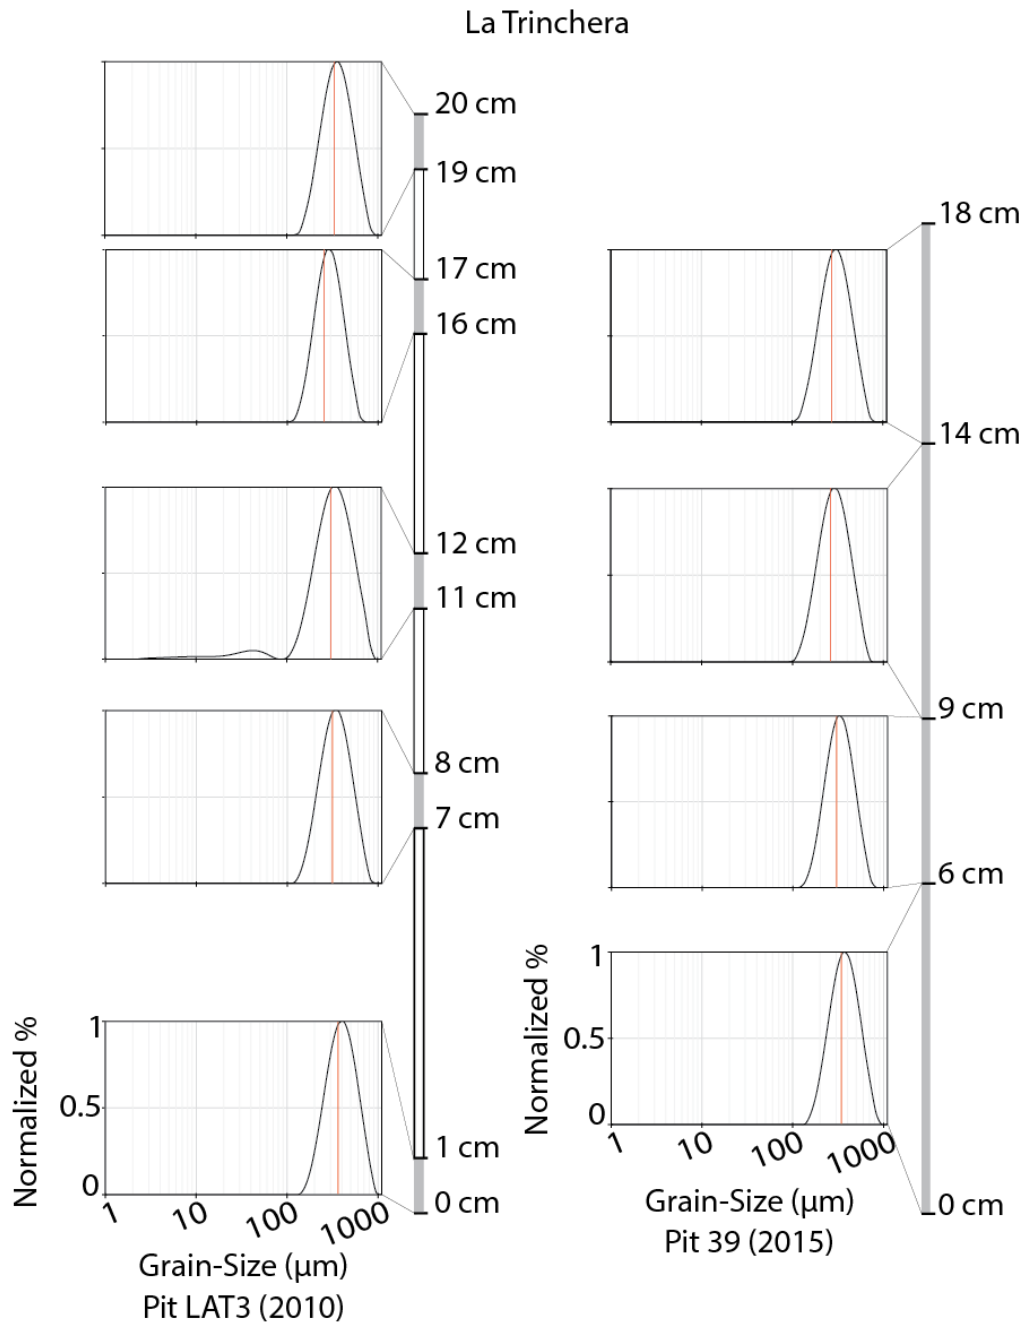 La Trinchera
20 cm
19 cm
17 cm
16 cm
12 cm
11 cm
8 cm
7 cm
1 cm
0 cm
Normalized %
1
0.5
0
1 10 100 1000
Grain-Size (µm)
Pit LAT3 (2010)
18 cm
14 cm
9 cm
6 cm
0 cm
Normalized %
1
0.5
0
1 10 100 1000
Grain-Size (µm)
Pit 39 (2015)